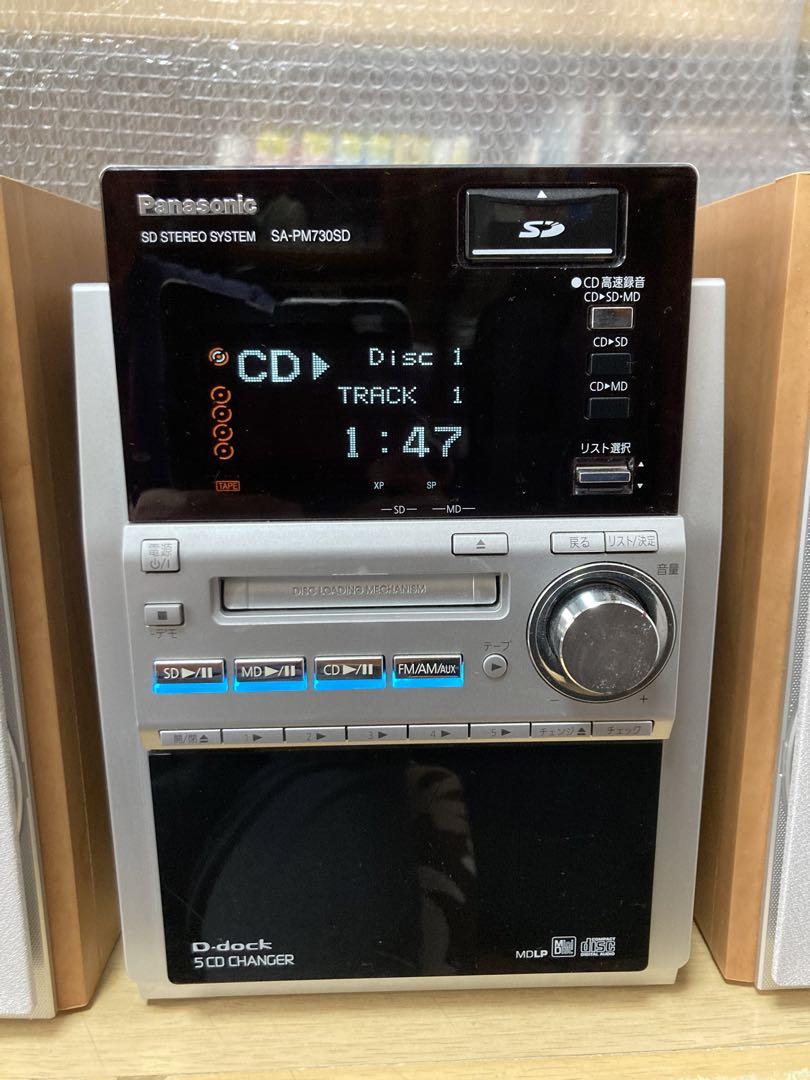 Panasonic
SD STEREO SYSTEM SA-PM730SD
SD
CD高速録音
CD▶SD・MD
CD▶SD
CD▶MD
リスト選択
CD▶ Disc 1
TRACK 1
1:47
TAPE
XP SP
SD MD
電源
⏻/I
戻る
リスト/決定
音量
DISC LOADING MECHANISM
■
-デモ
テープ
SD▶/II
MD▶/II
CD▶/II
FM/AM/AUX
▶
− +
開/閉⏏
1▶
2▶
3▶
4▶
5▶
チェンジ⏏
チェック
D-dock
5 CD CHANGER
MDLP
MiniDisc
COMPACT
disc
DIGITAL AUDIO